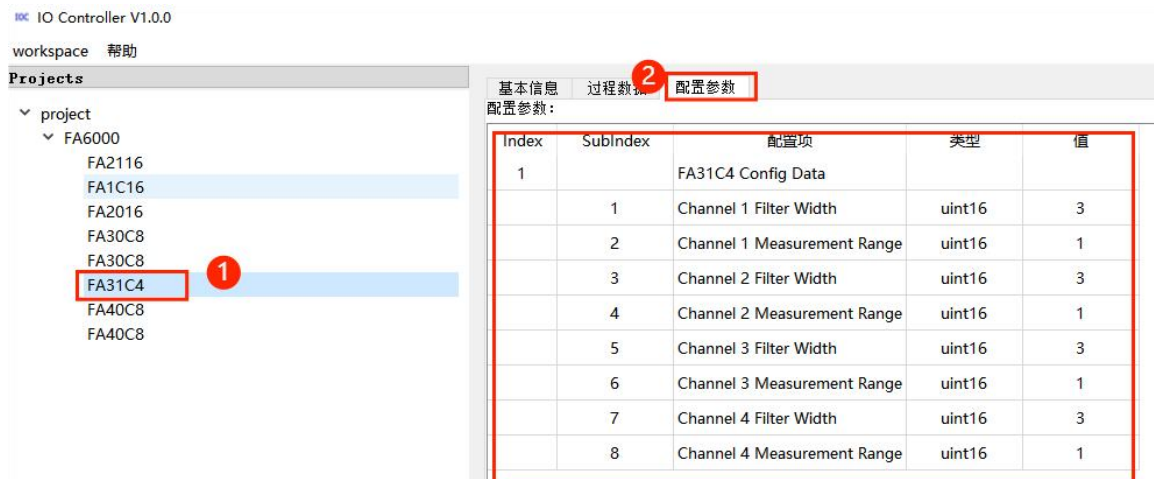 IOC IO Controller V1.0.0
workspace 帮助
Projects
project
FA6000
FA2116
FA1C16
FA2016
FA30C8
FA30C8
FA31C4
FA40C8
FA40C8
1
基本信息 过程数据 2 配置参数
配置参数：
Index SubIndex 配置项 类型 值
1 FA31C4 Config Data
1 Channel 1 Filter Width uint16 3
2 Channel 1 Measurement Range uint16 1
3 Channel 2 Filter Width uint16 3
4 Channel 2 Measurement Range uint16 1
5 Channel 3 Filter Width uint16 3
6 Channel 3 Measurement Range uint16 1
7 Channel 4 Filter Width uint16 3
8 Channel 4 Measurement Range uint16 1